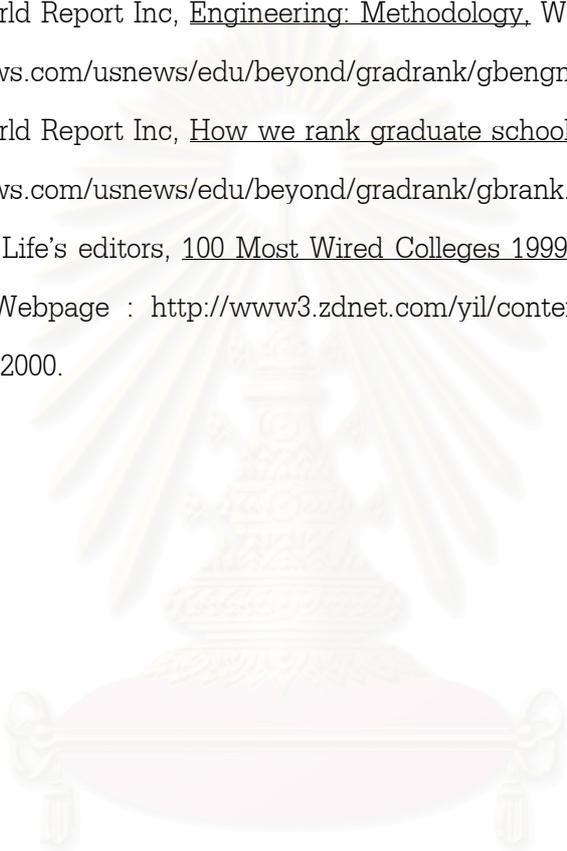 rld Report Inc, Engineering: Methodology, W
ws.com/usnews/edu/beyond/gradrank/gbengn
rld Report Inc, How we rank graduate school
ws.com/usnews/edu/beyond/gradrank/gbrank.
Life's editors, 100 Most Wired Colleges 1999
Webpage : http://www3.zdnet.com/yil/conte
2000.